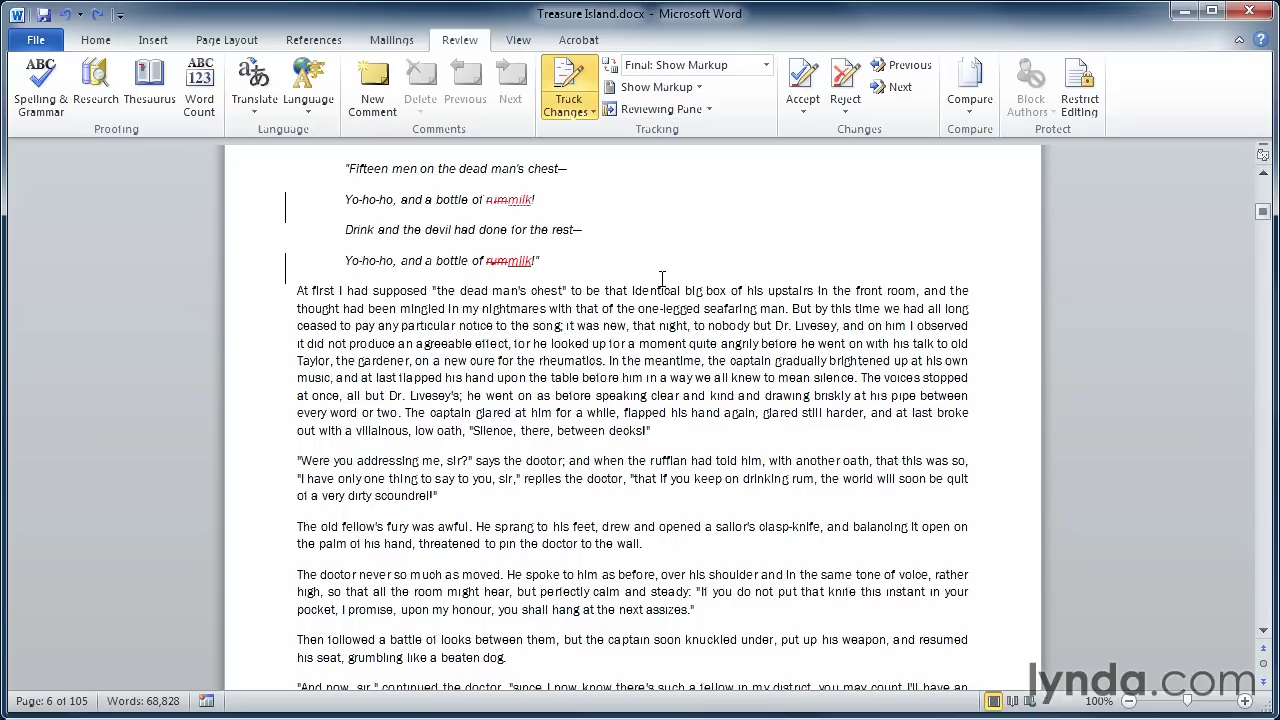 Treasure Island.docx - Microsoft Word
File Home Insert Page Layout References Mailings Review View Acrobat
Spelling & Grammar Research Thesaurus Word Count Translate Language New Comment Delete Previous Next Track Changes Final: Show Markup Show Markup Reviewing Pane Accept Reject Previous Next Compare Block Authors Restrict Editing
Proofing Language Comments Tracking Changes Compare Protect
"Fifteen men on the dead man's chest—
Yo-ho-ho, and a bottle of rummilk!
Drink and the devil had done for the rest—
Yo-ho-ho, and a bottle of rummilk!"
At first I had supposed "the dead man's chest" to be that identical big box of his upstairs in the front room, and the
thought had been mingled in my nightmares with that of the one-legged seafaring man. But by this time we had all long
ceased to pay any particular notice to the song; it was new, that night, to nobody but Dr. Livesey, and on him I observed
it did not produce an agreeable effect, for he looked up for a moment quite angrily before he went on with his talk to old
Taylor, the gardener, on a new cure for the rheumatics. In the meantime, the captain gradually brightened up at his own
music, and at last flapped his hand upon the table before him in a way we all knew to mean silence. The voices stopped
at once, all but Dr. Livesey's; he went on as before speaking clear and kind and drawing briskly at his pipe between
every word or two. The captain glared at him for a while, flapped his hand again, glared still harder, and at last broke
out with a villainous, low oath, "Silence, there, between decks!"
"Were you addressing me, sir?" says the doctor; and when the ruffian had told him, with another oath, that this was so,
"I have only one thing to say to you, sir," replies the doctor, "that if you keep on drinking rum, the world will soon be quit
of a very dirty scoundrel!"
The old fellow's fury was awful. He sprang to his feet, drew and opened a sailor's clasp-knife, and balancing it open on
the palm of his hand, threatened to pin the doctor to the wall.
The doctor never so much as moved. He spoke to him as before, over his shoulder and in the same tone of voice, rather
high, so that all the room might hear, but perfectly calm and steady: "If you do not put that knife this instant in your
pocket, I promise, upon my honour, you shall hang at the next assizes."
Then followed a battle of looks between them, but the captain soon knuckled under, put up his weapon, and resumed
his seat, grumbling like a beaten dog.
"And now, sir," continued the doctor, "since I now know there's such a fellow in my district, you may count I'll have an
lynda.com
Page: 6 of 105 Words: 68,828 100%